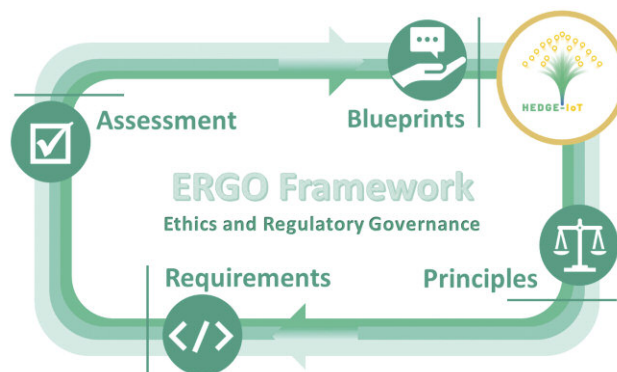 HEDGE-IoT
Assessment
Blueprints
ERGO Framework
Ethics and Regulatory Governance
Requirements
Principles
</>